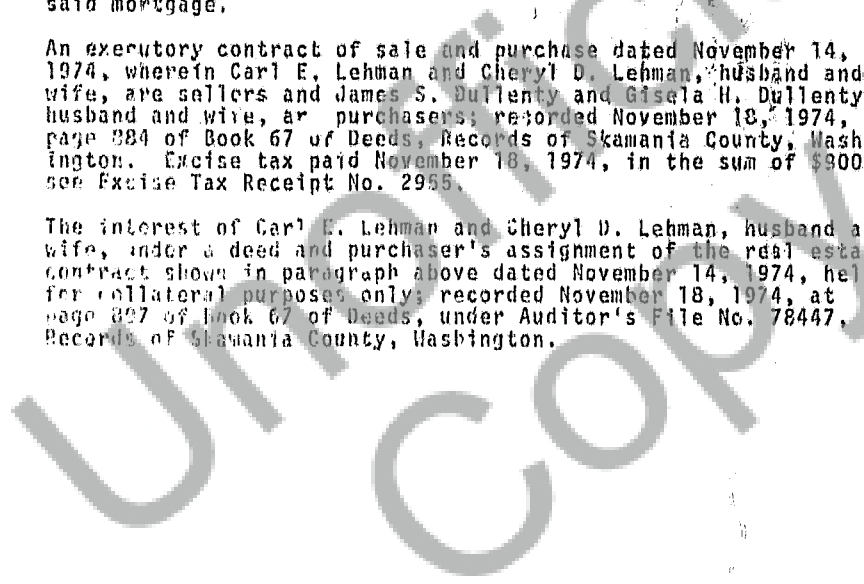 said mortgage.
An executory contract of sale and purchase dated November 14,
1974, wherein Carl E. Lehman and Cheryl D. Lehman, husband and
wife, are sellers and James S. Dullenty and Gisela H. Dullenty
husband and wife, ar purchasers; recorded November 18, 1974,
page 884 of Book 67 of Deeds, Records of Skamania County, Wash
ington. Excise tax paid November 18, 1974, in the sum of $900
see Excise Tax Receipt No. 2955.
The interest of Carl E. Lehman and Cheryl D. Lehman, husband a
wife, under a deed and purchaser's assignment of the real esta
contract shown in paragraph above dated November 14, 1974, hel
for collateral purposes only; recorded November 18, 1974, at
page 897 of Book 67 of Deeds, under Auditor's File No. 78447,
Records of Skamania County, Washington.
Unofficial
Copy